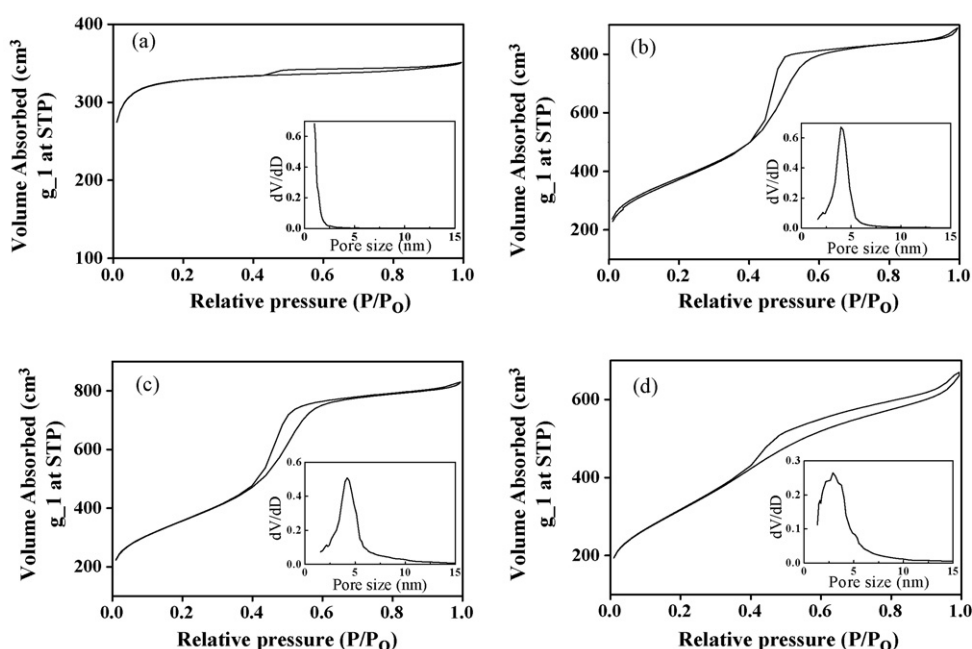 (a)
Volume Absorbed (cm³
g_1 at STP)
400
300
200
100
0.0 0.2 0.4 0.6 0.8 1.0
Relative pressure (P/P_O)
dV/dD
0.6
0.4
0.2
0.0
0 5 10 15
Pore size (nm)
(b)
Volume Absorbed (cm³
g_1 at STP)
800
600
400
200
0.0 0.2 0.4 0.6 0.8 1.0
Relative pressure (P/P_O)
dV/dD
0.6
0.4
0.2
0.0
0 5 10 15
Pore size (nm)
(c)
Volume Absorbed (cm³
g_1 at STP)
800
600
400
200
0.0 0.2 0.4 0.6 0.8 1.0
Relative pressure (P/P_O)
dV/dD
0.6
0.4
0.2
0.0
0 5 10 15
Pore size (nm)
(d)
Volume Absorbed (cm³
g_1 at STP)
600
400
200
0.0 0.2 0.4 0.6 0.8 1.0
Relative pressure (P/P_O)
dV/dD
0.3
0.2
0.1
0.0
0 5 10 15
Pore size (nm)